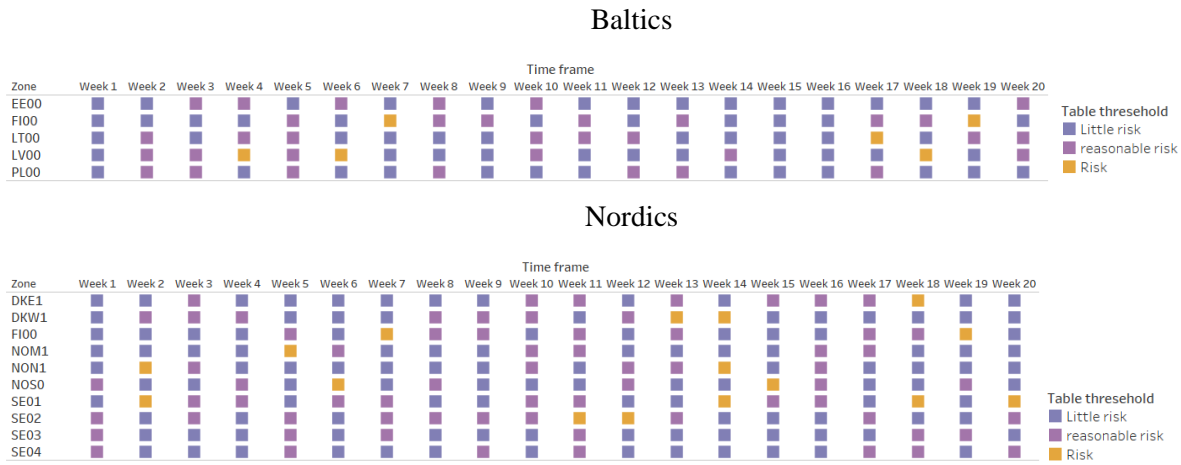 Baltics
Time frame
Zone Week 1 Week 2 Week 3 Week 4 Week 5 Week 6 Week 7 Week 8 Week 9 Week 10 Week 11 Week 12 Week 13 Week 14 Week 15 Week 16 Week 17 Week 18 Week 19 Week 20
EE00
FI00
LT00
LV00
PL00
Table thresehold
Little risk
reasonable risk
Risk
Nordics
Time frame
Zone Week 1 Week 2 Week 3 Week 4 Week 5 Week 6 Week 7 Week 8 Week 9 Week 10 Week 11 Week 12 Week 13 Week 14 Week 15 Week 16 Week 17 Week 18 Week 19 Week 20
DKE1
DKW1
FI00
NOM1
NON1
NOS0
SE01
SE02
SE03
SE04
Table thresehold
Little risk
reasonable risk
Risk